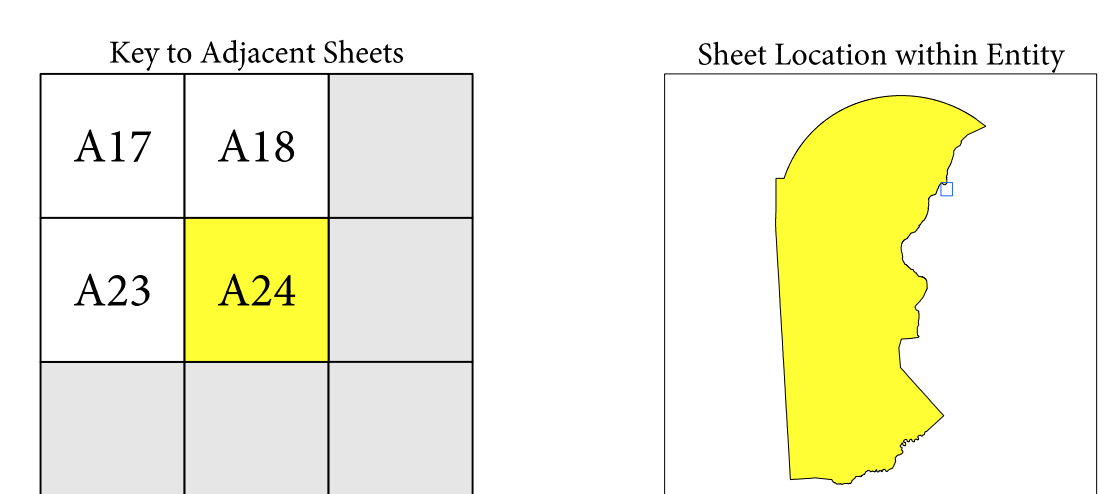 Key to Adjacent Sheets
Sheet Location within Entity
A17 A18
A23 A24